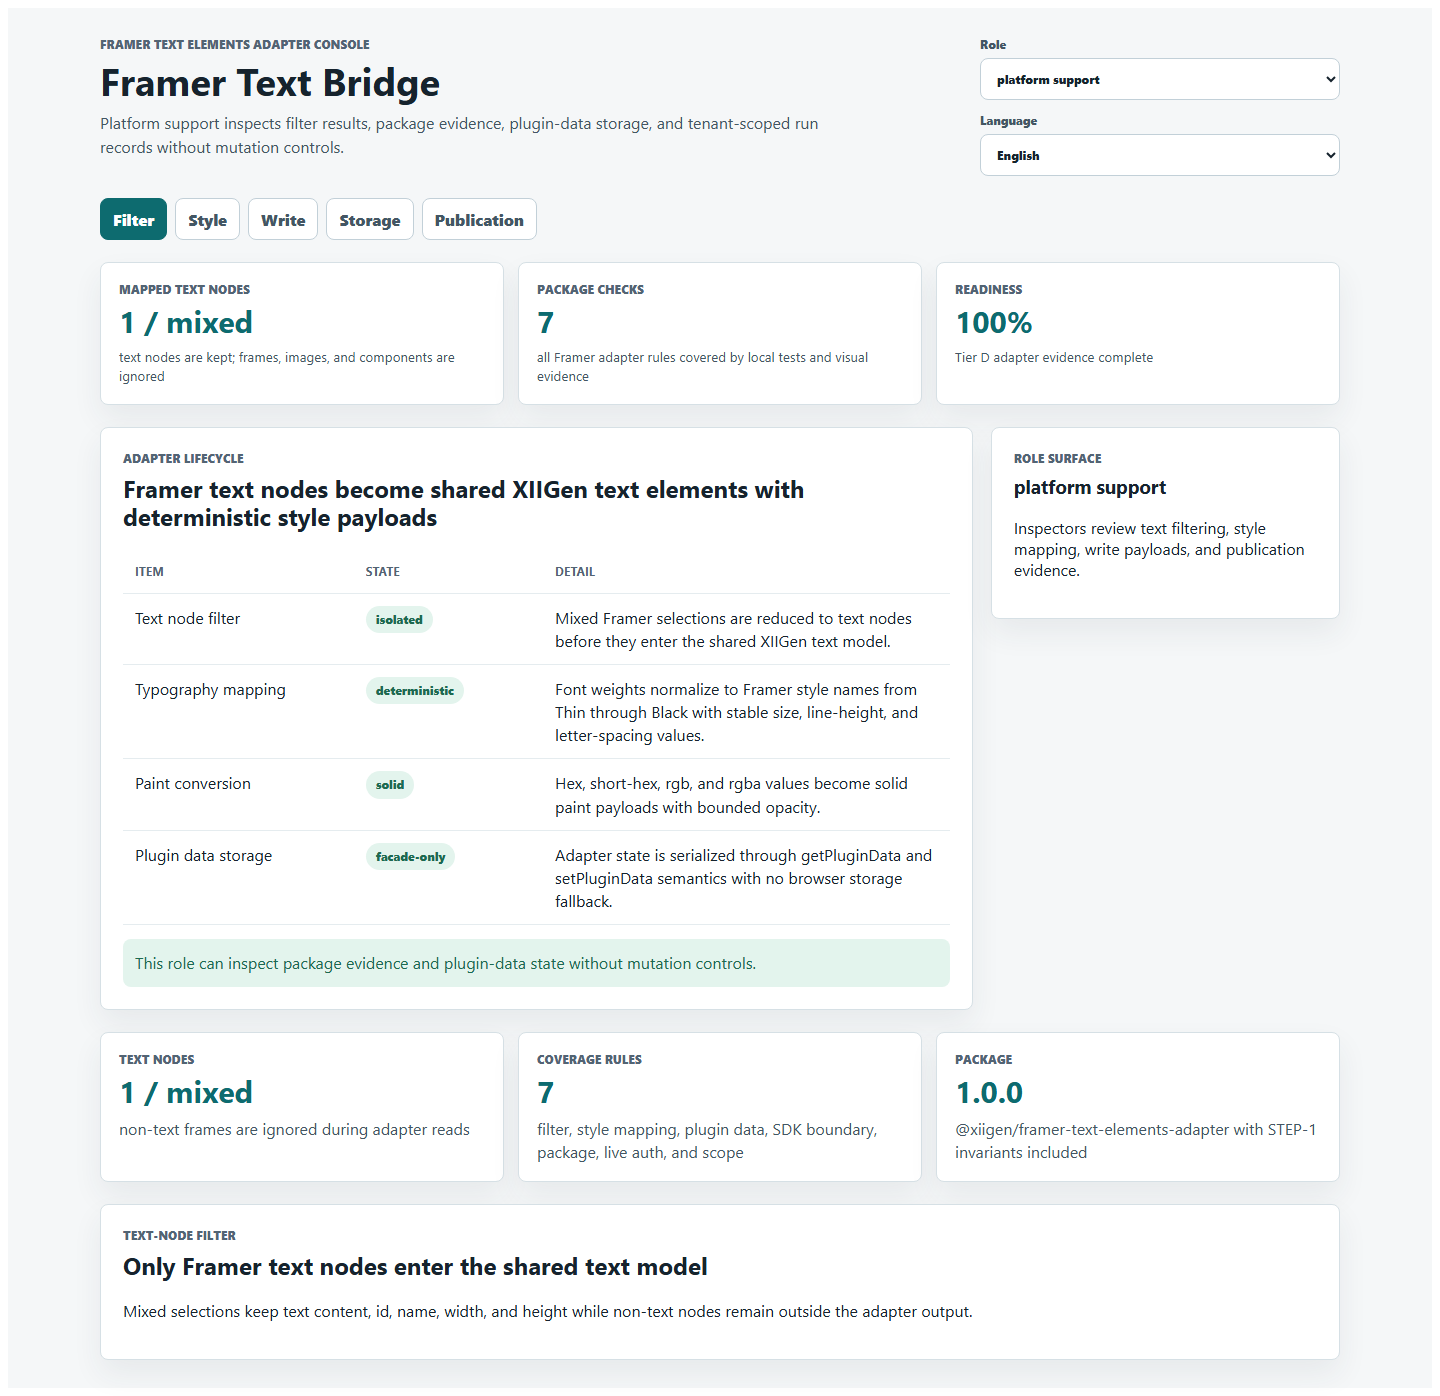 FRAMER TEXT ELEMENTS ADAPTER CONSOLE
Framer Text Bridge
Platform support inspects filter results, package evidence, plugin-data storage, and tenant-scoped run
records without mutation controls.
Role
platform support
Language
English
Filter
Style
Write
Storage
Publication
MAPPED TEXT NODES
1 / mixed
text nodes are kept; frames, images, and components are
ignored
PACKAGE CHECKS
7
all Framer adapter rules covered by local tests and visual
evidence
READINESS
100%
Tier D adapter evidence complete
ADAPTER LIFECYCLE
Framer text nodes become shared XIIGen text elements with
deterministic style payloads
ITEM STATE DETAIL
Text node filter
isolated
Mixed Framer selections are reduced to text nodes
before they enter the shared XIIGen text model.
Typography mapping
deterministic
Font weights normalize to Framer style names from
Thin through Black with stable size, line-height, and
letter-spacing values.
Paint conversion
solid
Hex, short-hex, rgb, and rgba values become solid
paint payloads with bounded opacity.
Plugin data storage
facade-only
Adapter state is serialized through getPluginData and
setPluginData semantics with no browser storage
fallback.
This role can inspect package evidence and plugin-data state without mutation controls.
ROLE SURFACE
platform support
Inspectors review text filtering, style
mapping, write payloads, and publication
evidence.
TEXT NODES
1 / mixed
non-text frames are ignored during adapter reads
COVERAGE RULES
7
filter, style mapping, plugin data, SDK boundary,
package, live auth, and scope
PACKAGE
1.0.0
@xiigen/framer-text-elements-adapter with STEP-1
invariants included
TEXT-NODE FILTER
Only Framer text nodes enter the shared text model
Mixed selections keep text content, id, name, width, and height while non-text nodes remain outside the adapter output.